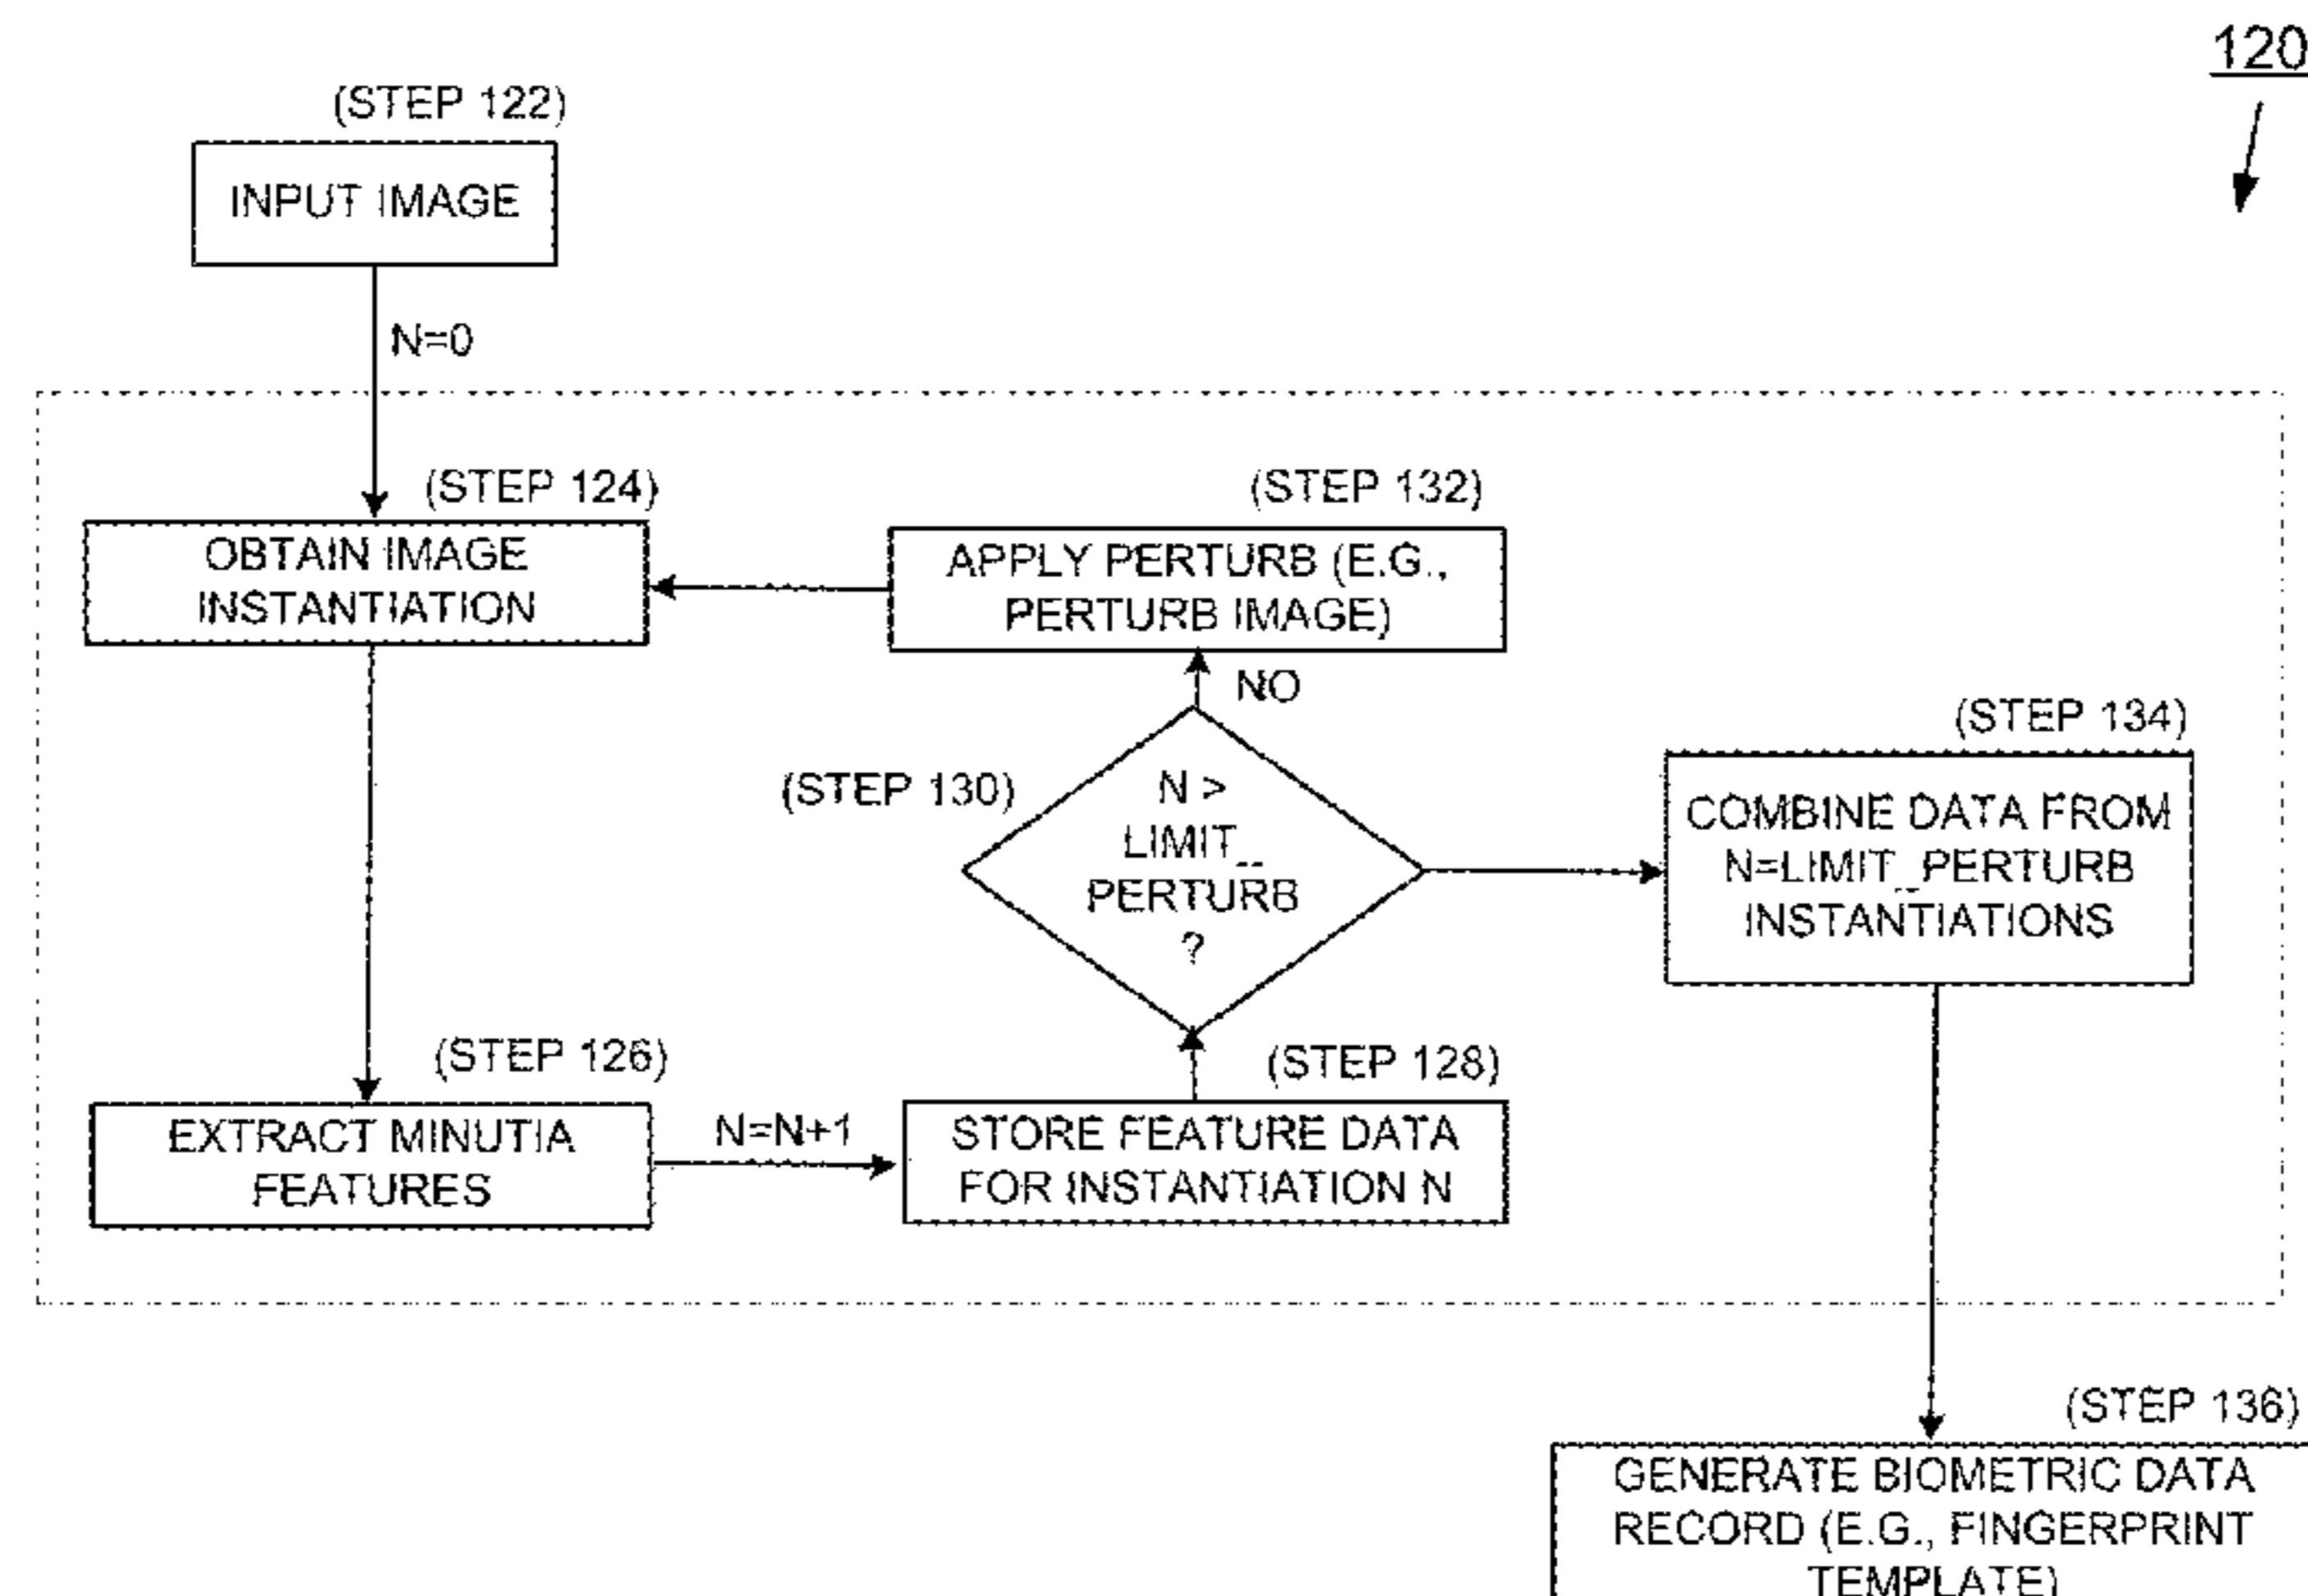 120
(STEP 122)
INPUT IMAGE
N=0
(STEP 124)
OBTAIN IMAGE
INSTANTIATION
(STEP 132)
APPLY PERTURB (E.G.,
PERTURB IMAGE)
NO
(STEP 130)
N >
LIMIT_
PERTURB
?
(STEP 134)
COMBINE DATA FROM
N=LIMIT_PERTURB
INSTANTIATIONS
(STEP 126)
EXTRACT MINUTIA
FEATURES
N=N+1
(STEP 128)
STORE FEATURE DATA
FOR INSTANTIATION N
(STEP 136)
GENERATE BIOMETRIC DATA
RECORD (E.G., FINGERPRINT
TEMPLATE)